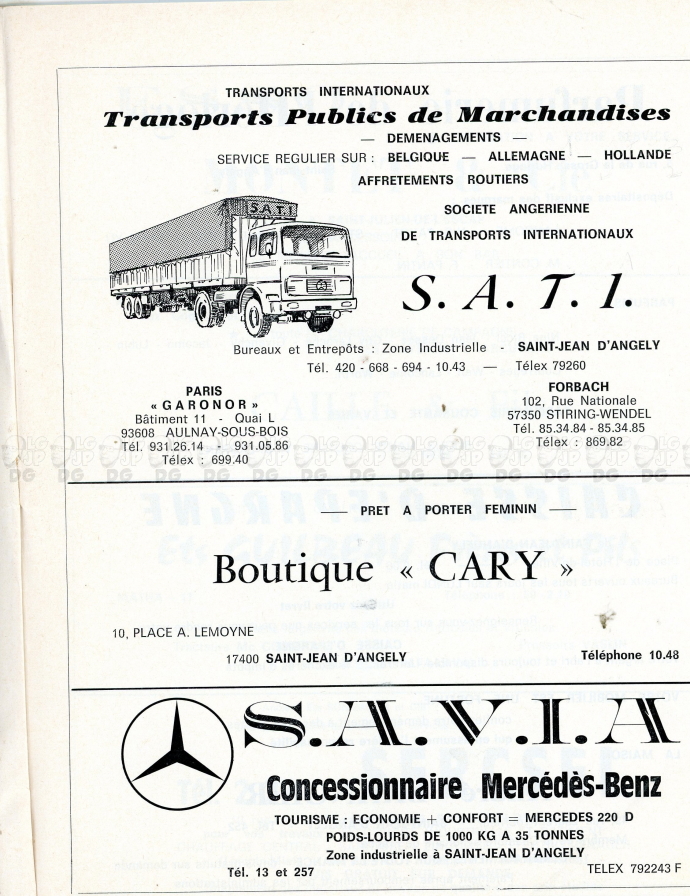 TRANSPORTS INTERNATIONAUX
Transports Publics de Marchandises
— DEMENAGEMENTS —
SERVICE REGULIER SUR : BELGIQUE — ALLEMAGNE — HOLLANDE
AFFRETEMENTS ROUTIERS
S.A.T.I.
SOCIETE ANGERIENNE
DE TRANSPORTS INTERNATIONAUX
S. A. T. I.
Bureaux et Entrepôts : Zone Industrielle - SAINT-JEAN D'ANGELY
Tél. 420 - 668 - 694 - 10.43 — Télex 79260
PARIS
« GARONOR »
Bâtiment 11 - Quai L
93608 AULNAY-SOUS-BOIS
Tél. 931.26.14 - 931.05.86
Télex : 699.40
FORBACH
102, Rue Nationale
57350 STIRING-WENDEL
Tél. 85.34.84 - 85.34.85
Télex : 869.82
— PRET A PORTER FEMININ —
Boutique « CARY »
10, PLACE A. LEMOYNE
17400 SAINT-JEAN D'ANGELY Téléphone 10.48
S.A.V.I.A
Concessionnaire Mercédès-Benz
TOURISME : ECONOMIE + CONFORT = MERCEDES 220 D
POIDS-LOURDS DE 1000 KG A 35 TONNES
Zone industrielle à SAINT-JEAN D'ANGELY
Tél. 13 et 257 TELEX 792243 F